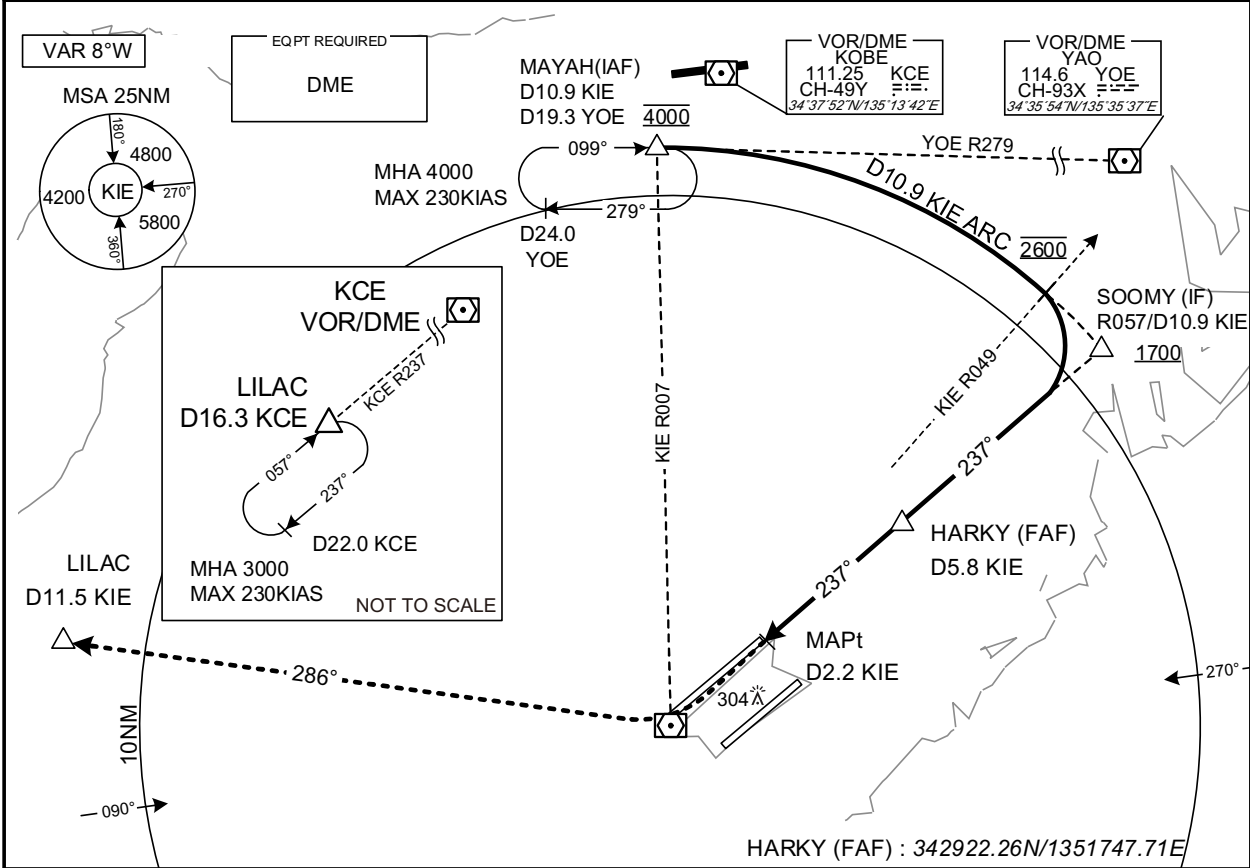 VAR 8°W
EQPT REQUIRED
DME
MSA 25NM
180°
4800
4200
KIE
270°
5800
360°
MAYAH(IAF)
D10.9 KIE
D19.3 YOE
4000
VOR/DME
KOBE
111.25 KCE
CH-49Y
34°37'52"N/135°13'42"E
VOR/DME
YAO
114.6 YOE
CH-93X
34°35'54"N/135°35'37"E
099°
YOE R279
MHA 4000
MAX 230KIAS
279°
D24.0
YOE
D10.9 KIE ARC
2600
SOOMY (IF)
R057/D10.9 KIE
1700
KCE
VOR/DME
KCE R237
LILAC
D16.3 KCE
057°
237°
D22.0 KCE
MHA 3000
MAX 230KIAS
NOT TO SCALE
KIE R007
KIE R049
237°
HARKY (FAF)
D5.8 KIE
237°
LILAC
D11.5 KIE
286°
MAPt
D2.2 KIE
304
270°
10NM
090°
HARKY (FAF) : 342922.26N/1351747.71E